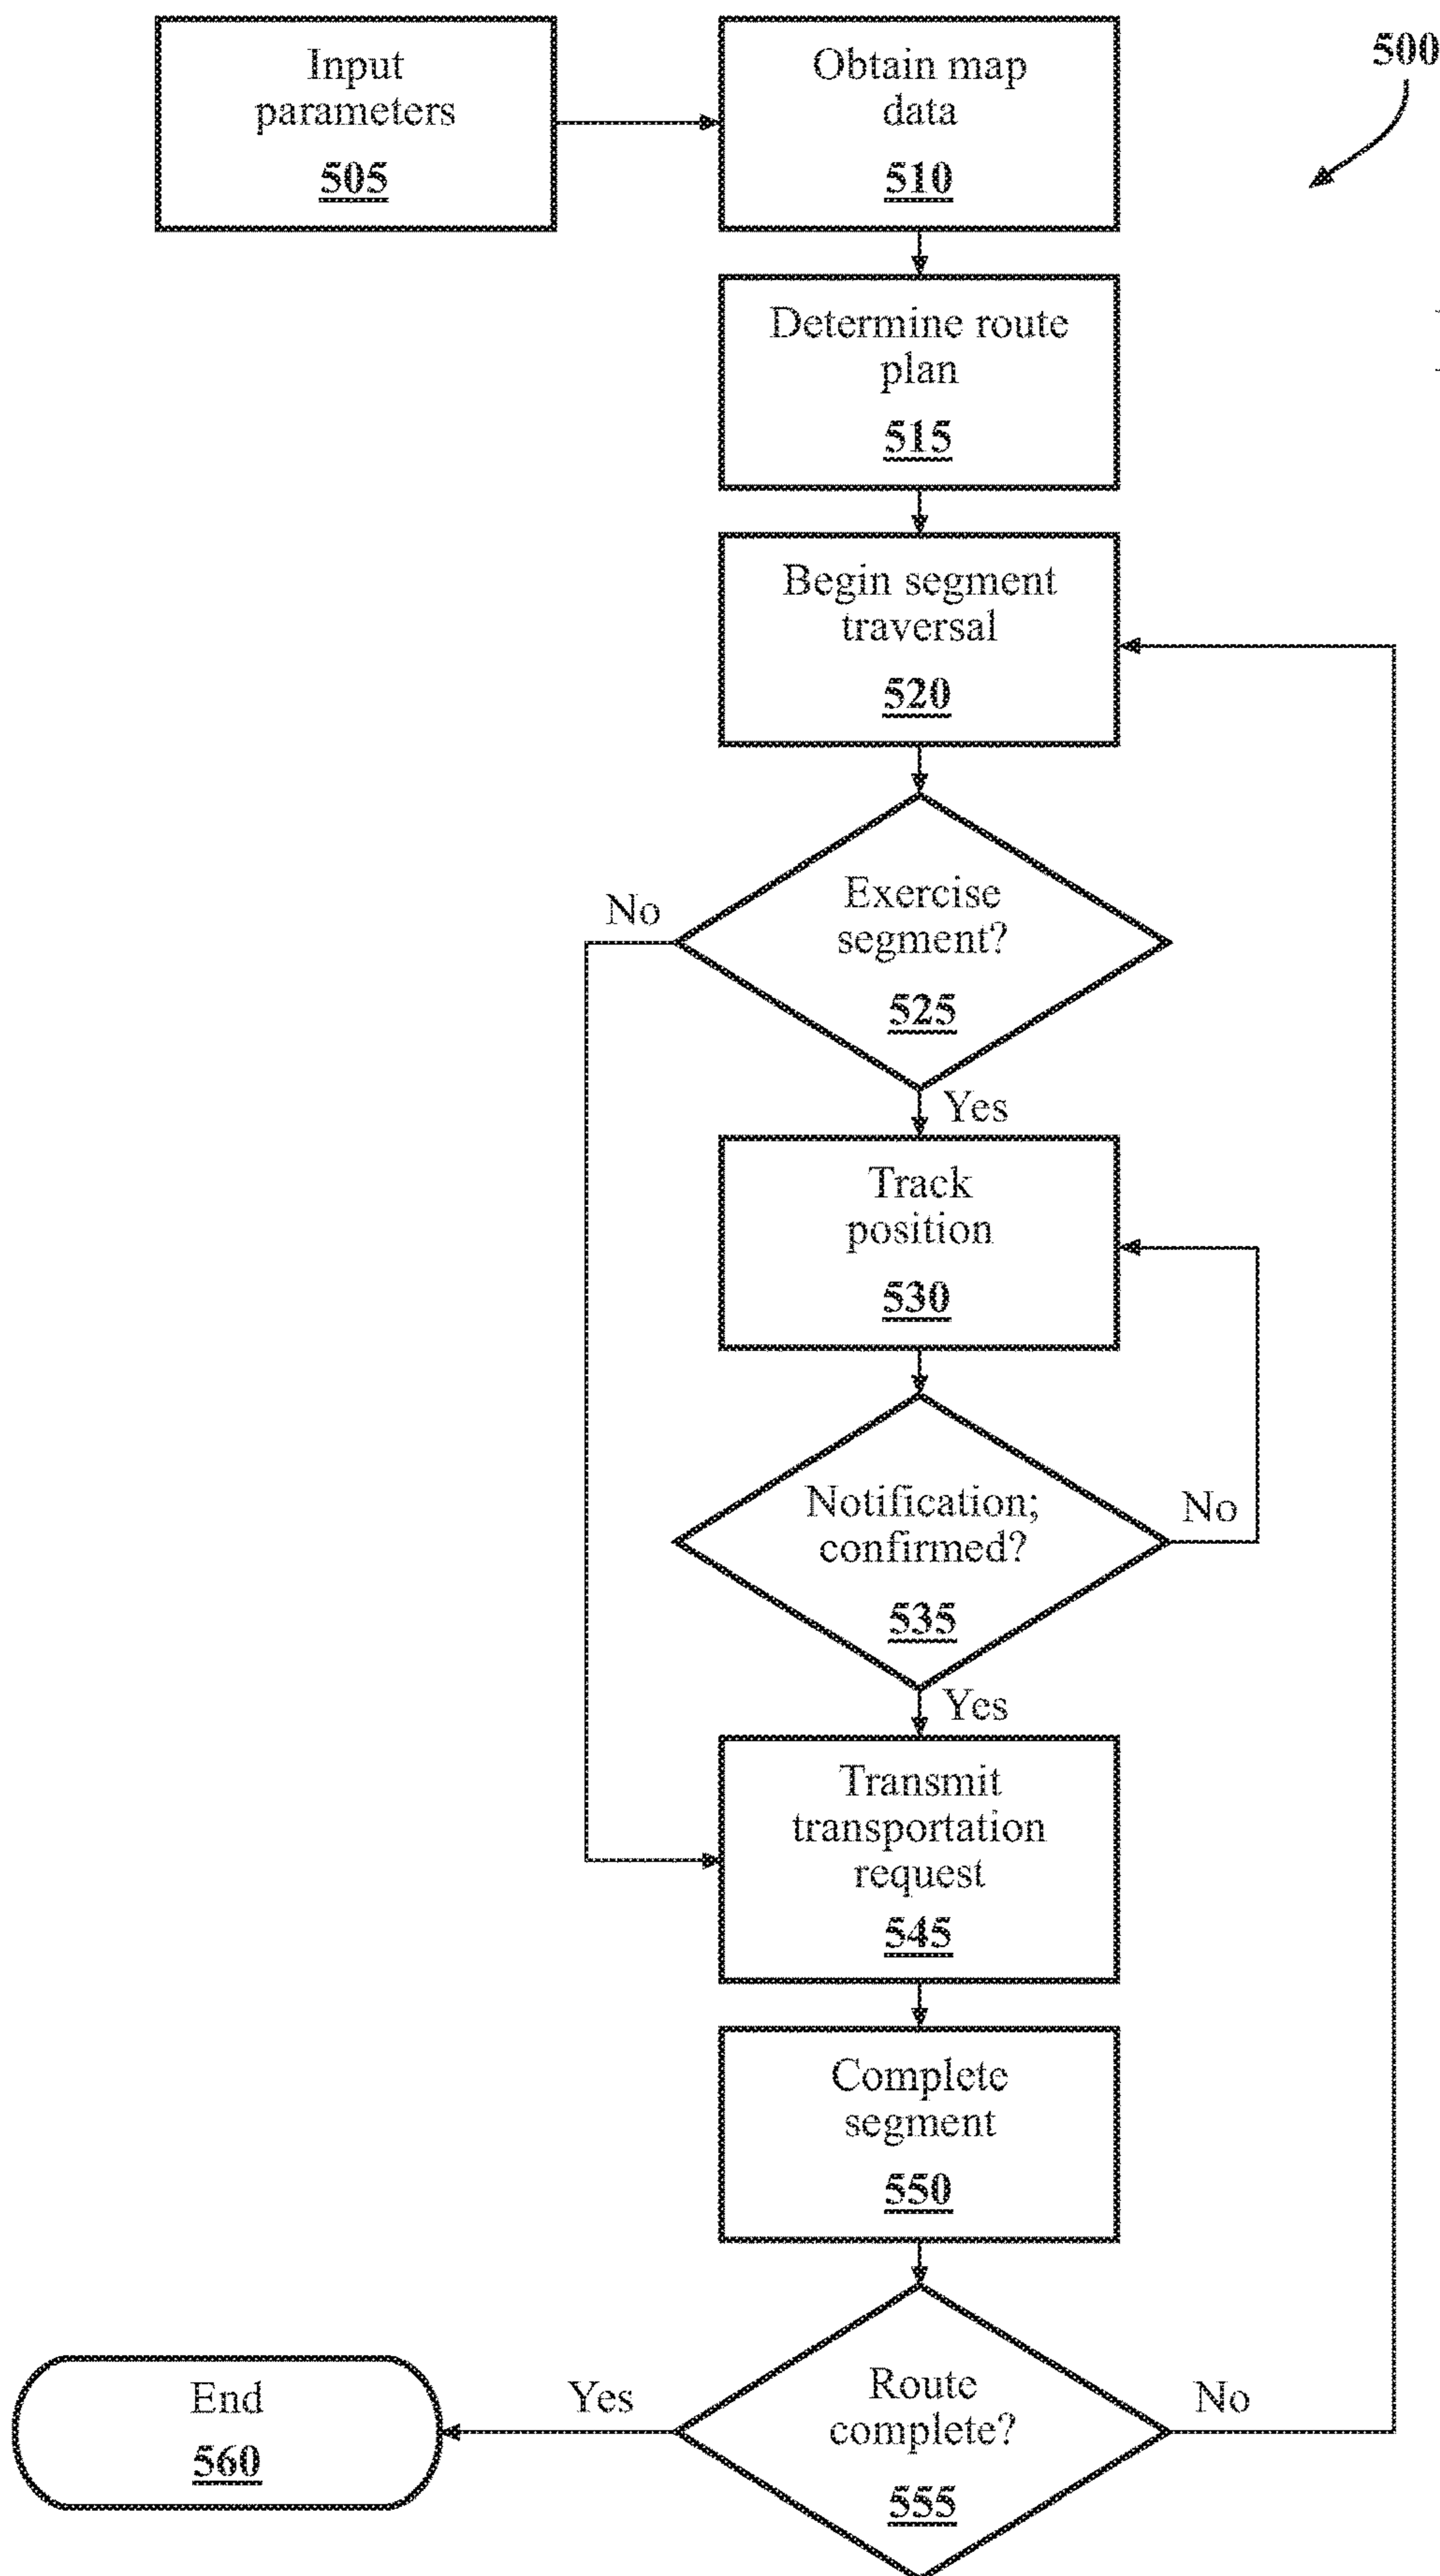 Input
parameters
505
Obtain map
data
510
500
Determine route
plan
515
Begin segment
traversal
520
Exercise
segment?
525
No
Yes
Track
position
530
Notification;
confirmed?
535
No
Yes
Transmit
transportation
request
545
Complete
segment
550
Route
complete?
555
Yes
No
End
560